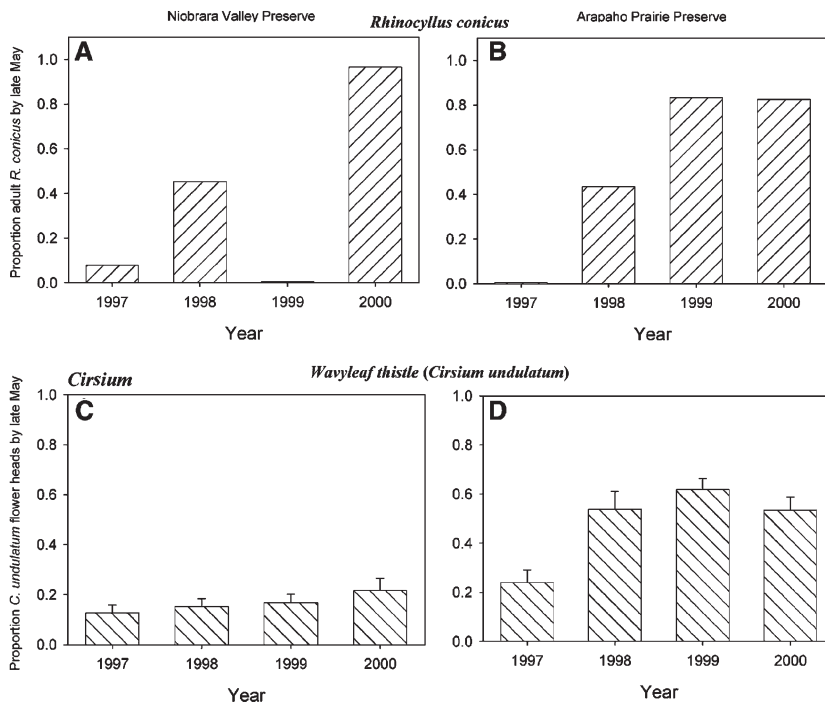 Niobrara Valley Preserve
Rhinocyllus conicus
Arapaho Prairie Preserve
A
Proportion adult R. conicus by late May
1.0
0.8
0.6
0.4
0.2
0.0
1997 1998 1999 2000
Year
B
1.0
0.8
0.6
0.4
0.2
0.0
1997 1998 1999 2000
Year
Cirsium
Wavyleaf thistle (Cirsium undulatum)
C
Proportion C. undulatum flower heads by late May
1.0
0.8
0.6
0.4
0.2
0.0
1997 1998 1999 2000
Year
D
1.0
0.8
0.6
0.4
0.2
0.0
1997 1998 1999 2000
Year